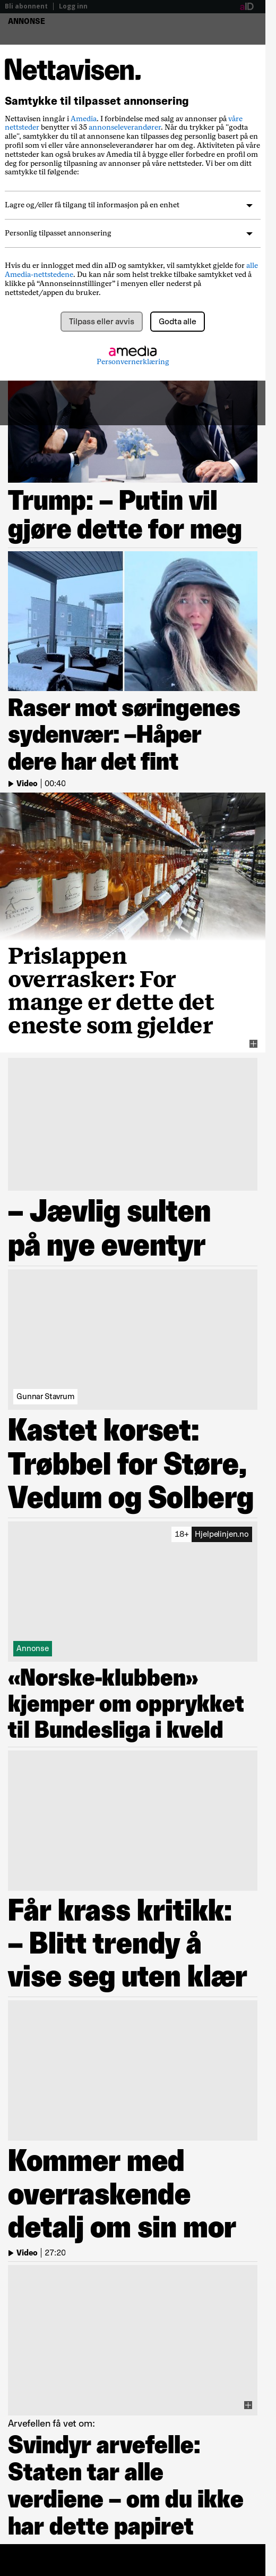 Bli abonnent | Logg inn aID
ANNONSE
Nettavisen.
Samtykke til tilpasset annonsering
Nettavisen inngår i Amedia. I forbindelse med salg av annonser på våre
nettsteder benytter vi 35 annonseleverandører. Når du trykker på "godta
alle", samtykker du til at annonsene kan tilpasses deg personlig basert på en
profil som vi eller våre annonseleverandører har om deg. Aktiviteten på våre
nettsteder kan også brukes av Amedia til å bygge eller forbedre en profil om
deg for personlig tilpasning av annonser på våre nettsteder. Vi ber om ditt
samtykke til følgende:
Lagre og/eller få tilgang til informasjon på en enhet
Personlig tilpasset annonsering
Hvis du er innlogget med din aID og samtykker, vil samtykket gjelde for alle
Amedia-nettstedene. Du kan når som helst trekke tilbake samtykket ved å
klikke på “Annonseinnstillinger” i menyen eller nederst på
nettstedet/appen du bruker.
Tilpass eller avvis Godta alle
amedia
Personvernerklæring
Trump: – Putin vil
gjøre dette for meg
Raser mot søringenes
sydenvær: –Håper
dere har det fint
Video | 00:40
Prislappen
overrasker: For
mange er dette det
eneste som gjelder
– Jævlig sulten
på nye eventyr
Gunnar Stavrum
Kastet korset:
Trøbbel for Støre,
Vedum og Solberg
18+ Hjelpelinjen.no
Annonse
«Norske-klubben»
kjemper om opprykket
til Bundesliga i kveld
Får krass kritikk:
– Blitt trendy å
vise seg uten klær
Kommer med
overraskende
detalj om sin mor
Video | 27:20
Arvefellen få vet om:
Svindyr arvefelle:
Staten tar alle
verdiene – om du ikke
har dette papiret